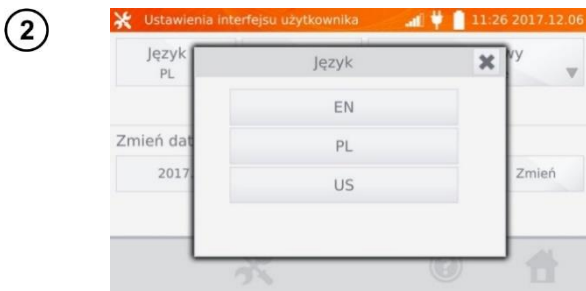 2
Ustawienia interfejsu użytkownika 11:26 2017.12.06
Język
PL
Język
wy
EN
Zmień dat
PL
2017.
Zmień
US